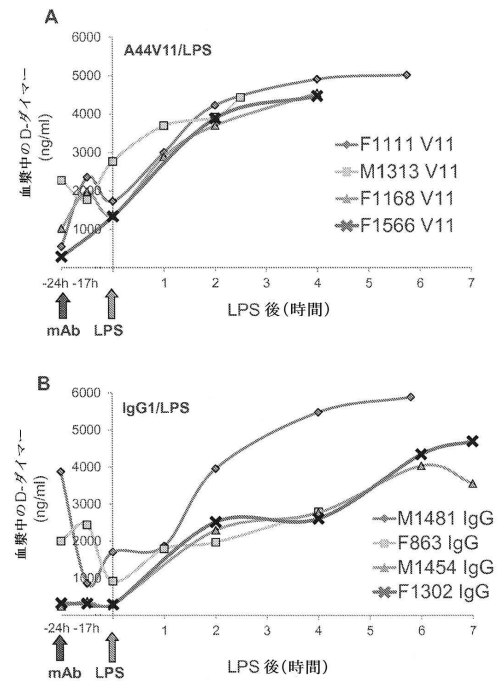 A
A44V11/LPS
血漿中のD-ダイマー
(ng/ml)
6000
5000
4000
3000
2000
1000
F1111 V11
M1313 V11
F1168 V11
F1566 V11
-24h -17h
1 2 3 4 5 6 7
mAb LPS
LPS 後(時間)
B
IgG1/LPS
血漿中のD-ダイマー
(ng/ml)
6000
5000
4000
3000
2000
1000
M1481 IgG
F863 IgG
M1454 IgG
F1302 IgG
-24h -17h
1 2 3 4 5 6 7
mAb LPS
LPS 後(時間)